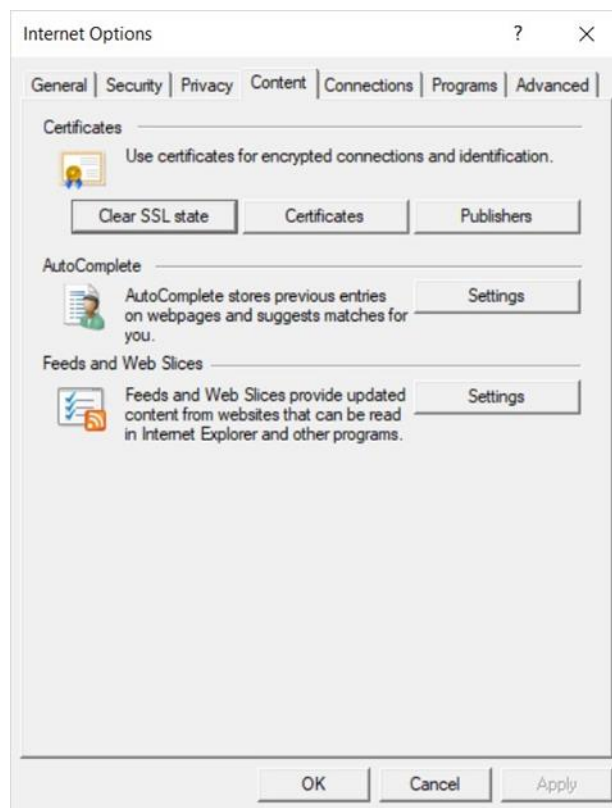 Internet Options ?
General Security Privacy Content Connections Programs Advanced
Certificates
Use certificates for encrypted connections and identification.
Clear SSL state Certificates Publishers
AutoComplete
AutoComplete stores previous entries
on webpages and suggests matches for
you.
Settings
Feeds and Web Slices
Feeds and Web Slices provide updated
content from websites that can be read
in Internet Explorer and other programs.
Settings
OK Cancel Apply